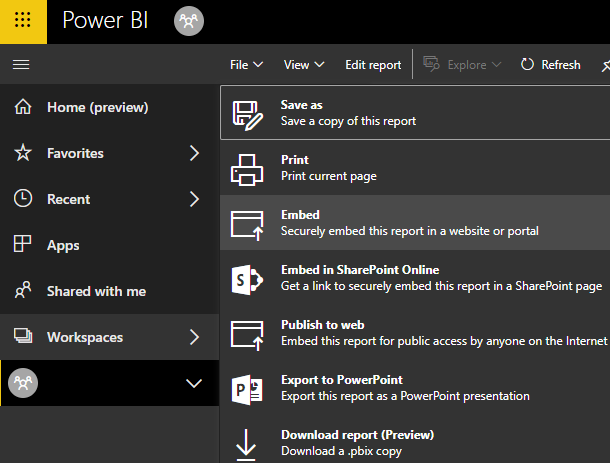 Power BI
File
View
Edit report
Explore
Refresh
Home (preview)
Favorites
Recent
Apps
Shared with me
Workspaces
Save as
Save a copy of this report
Print
Print current page
Embed
Securely embed this report in a website or portal
Embed in SharePoint Online
Get a link to securely embed this report in a SharePoint page
Publish to web
Embed this report for public access by anyone on the Internet
Export to PowerPoint
Export this report as a PowerPoint presentation
Download report (Preview)
Download a .pbix copy